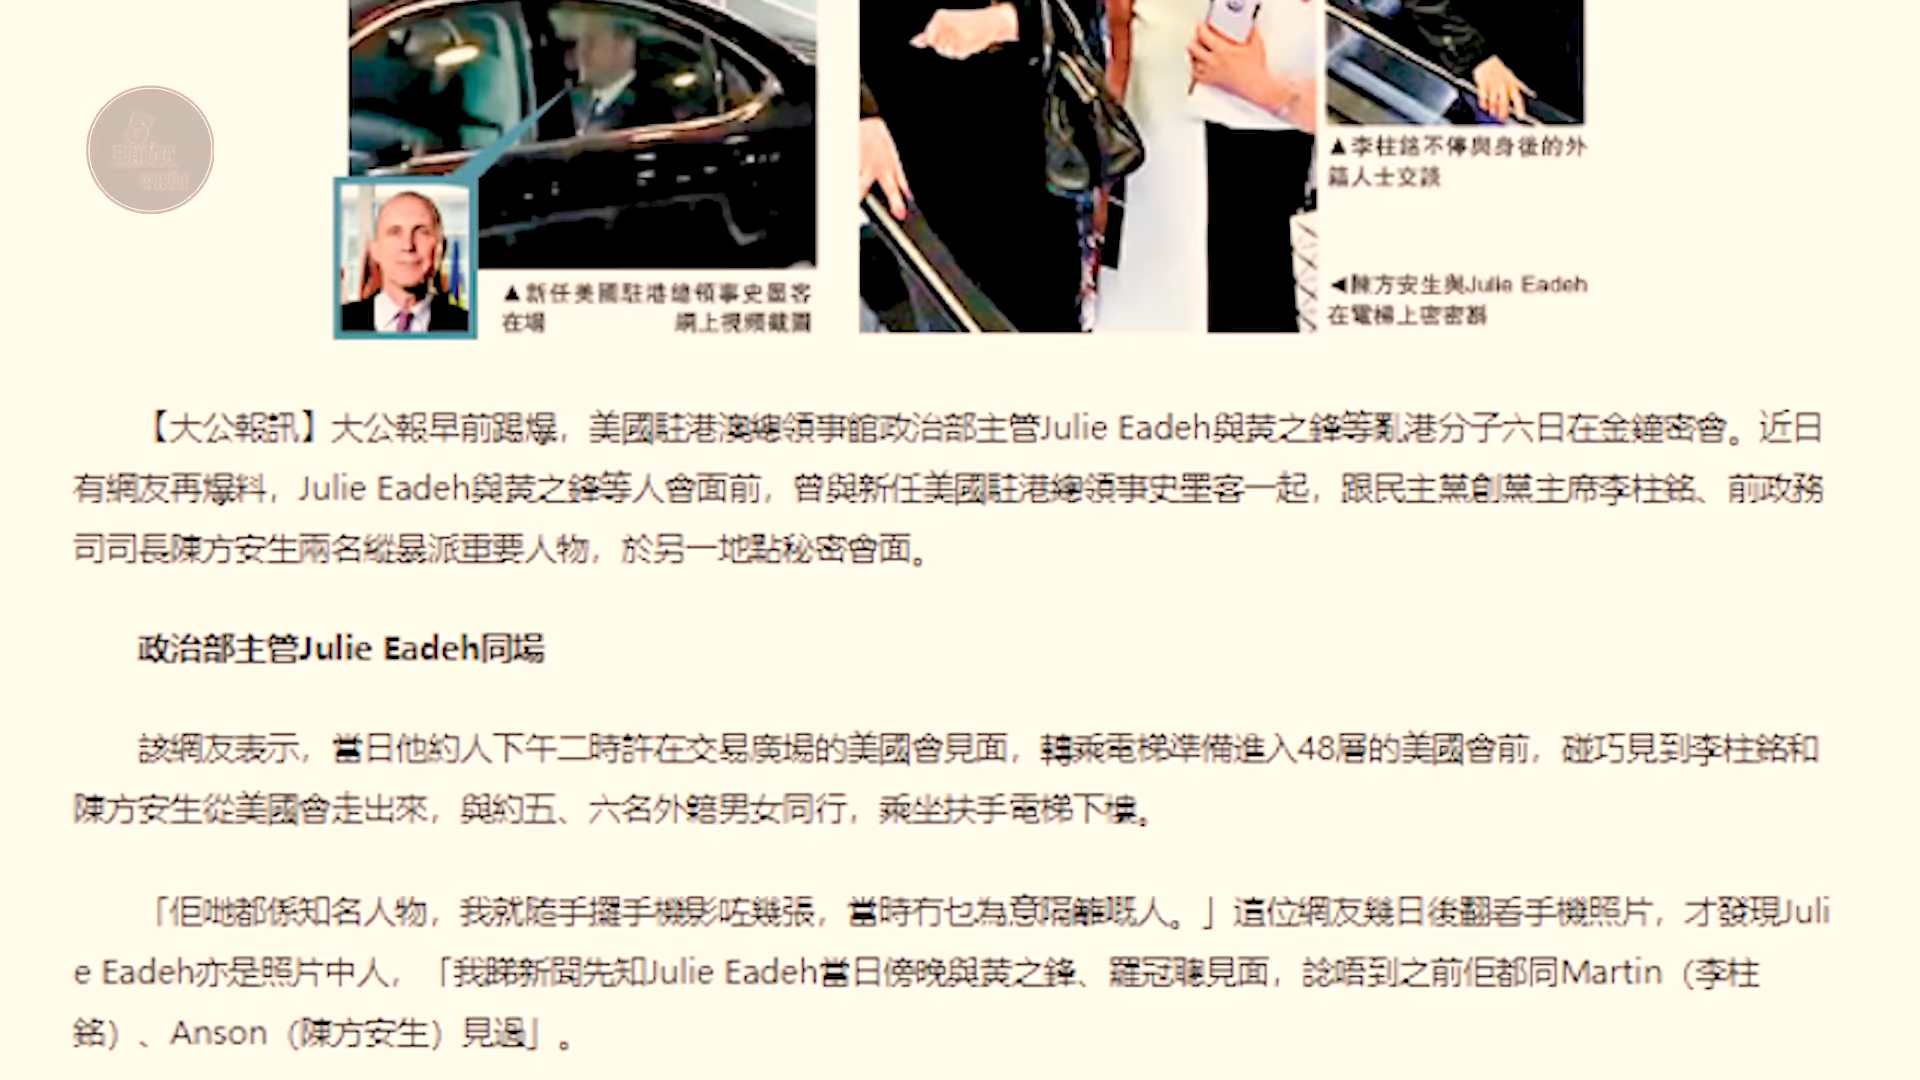 ▲李柱銘不停與身後的外
籍人士交談
▲新任美國駐港總領事史墨客
在場 網上視頻截圖
◀陳方安生與Julie Eadeh
在電梯上密密斟
【大公報訊】大公報早前踢爆，美國駐港澳總領事館政治部主管Julie Eadeh與黃之鋒等亂港分子六日在金鐘密會。近日
有網友再爆料，Julie Eadeh與黃之鋒等人會面前，曾與新任美國駐港總領事史墨客一起，跟民主黨創黨主席李柱銘、前政務
司司長陳方安生兩名縱暴派重要人物，於另一地點秘密會面。
政治部主管Julie Eadeh同場
該網友表示，當日他約人下午二時許在交易廣場的美國會見面，轉乘電梯準備進入48層的美國會前，碰巧見到李柱銘和
陳方安生從美國會走出來，與約五、六名外籍男女同行，乘坐扶手電梯下樓。
「佢哋都係知名人物，我就隨手攞手機影咗幾張，當時冇乜為意隔離嘅人。」這位網友幾日後翻看手機照片，才發現Juli
e Eadeh亦是照片中人，「我睇新聞先知Julie Eadeh當日傍晚與黃之鋒、羅冠聰見面，諗唔到之前佢都同Martin（李柱
銘）、Anson（陳方安生）見過」。